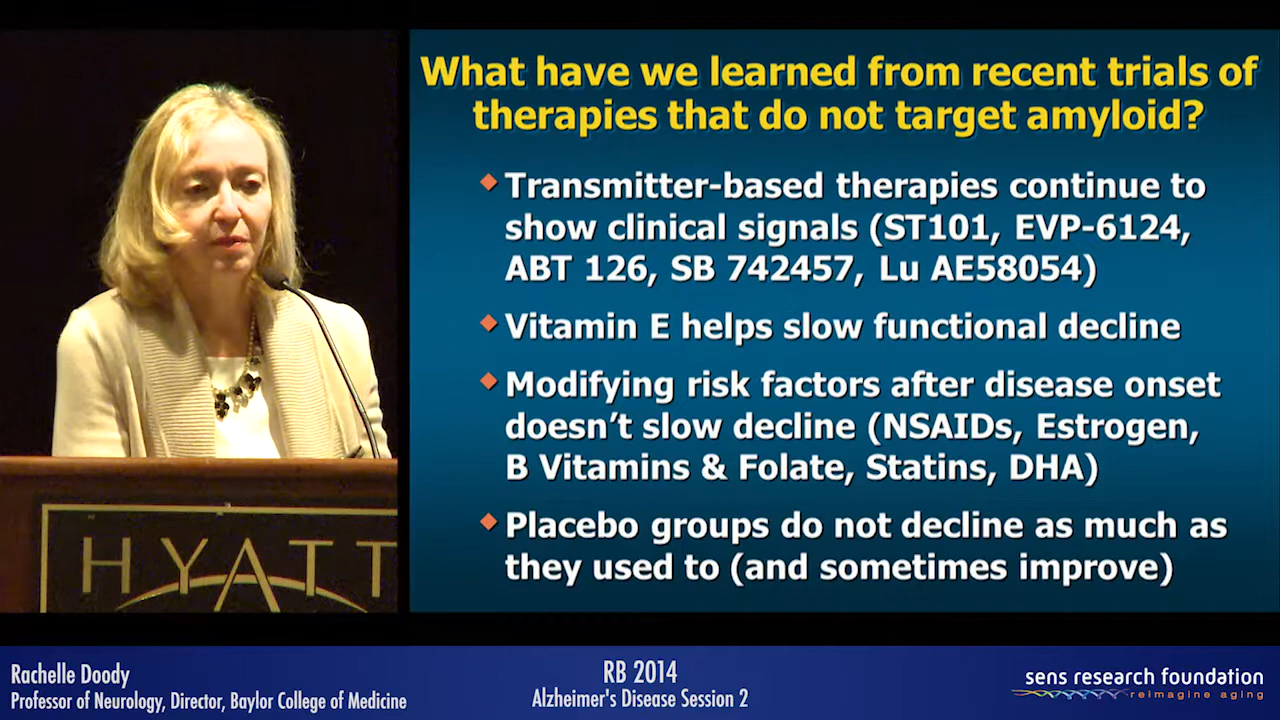 What have we learned from recent trials of
therapies that do not target amyloid?
Transmitter-based therapies continue to
show clinical signals (ST101, EVP-6124,
ABT 126, SB 742457, Lu AE58054)
Vitamin E helps slow functional decline
Modifying risk factors after disease onset
doesn’t slow decline (NSAIDs, Estrogen,
B Vitamins & Folate, Statins, DHA)
Placebo groups do not decline as much as
they used to (and sometimes improve)
HYATT
Rachelle Doody
Professor of Neurology, Director, Baylor College of Medicine
RB 2014
Alzheimer's Disease Session 2
sens research foundation
reimagine aging